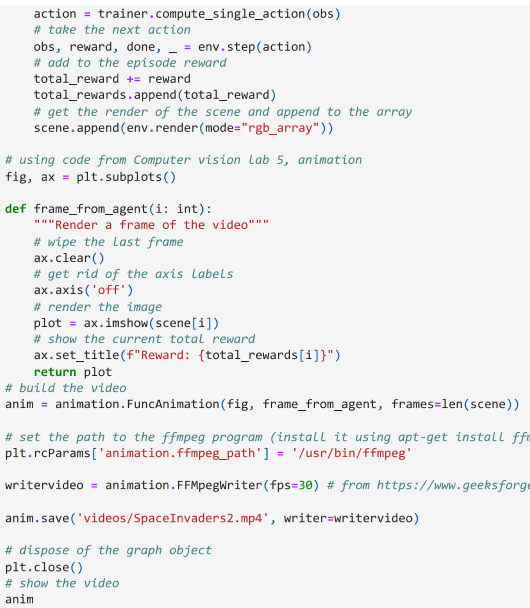 action = trainer.compute_single_action(obs)
    # take the next action
    obs, reward, done, _ = env.step(action)
    # add to the episode reward
    total_reward += reward
    total_rewards.append(total_reward)
    # get the render of the scene and append to the array
    scene.append(env.render(mode="rgb_array"))

# using code from Computer vision lab 5, animation
fig, ax = plt.subplots()

def frame_from_agent(i: int):
    """Render a frame of the video"""
    # wipe the last frame
    ax.clear()
    # get rid of the axis labels
    ax.axis('off')
    # render the image
    plot = ax.imshow(scene[i])
    # show the current total reward
    ax.set_title(f"Reward: {total_rewards[i]}")
    return plot
# build the video
anim = animation.FuncAnimation(fig, frame_from_agent, frames=len(scene))

# set the path to the ffmpeg program (install it using apt-get install ffm
plt.rcParams['animation.ffmpeg_path'] = '/usr/bin/ffmpeg'

writervideo = animation.FFMpegWriter(fps=30) # from https://www.geeksforge

anim.save('videos/SpaceInvaders2.mp4', writer=writervideo)

# dispose of the graph object
plt.close()
# show the video
anim